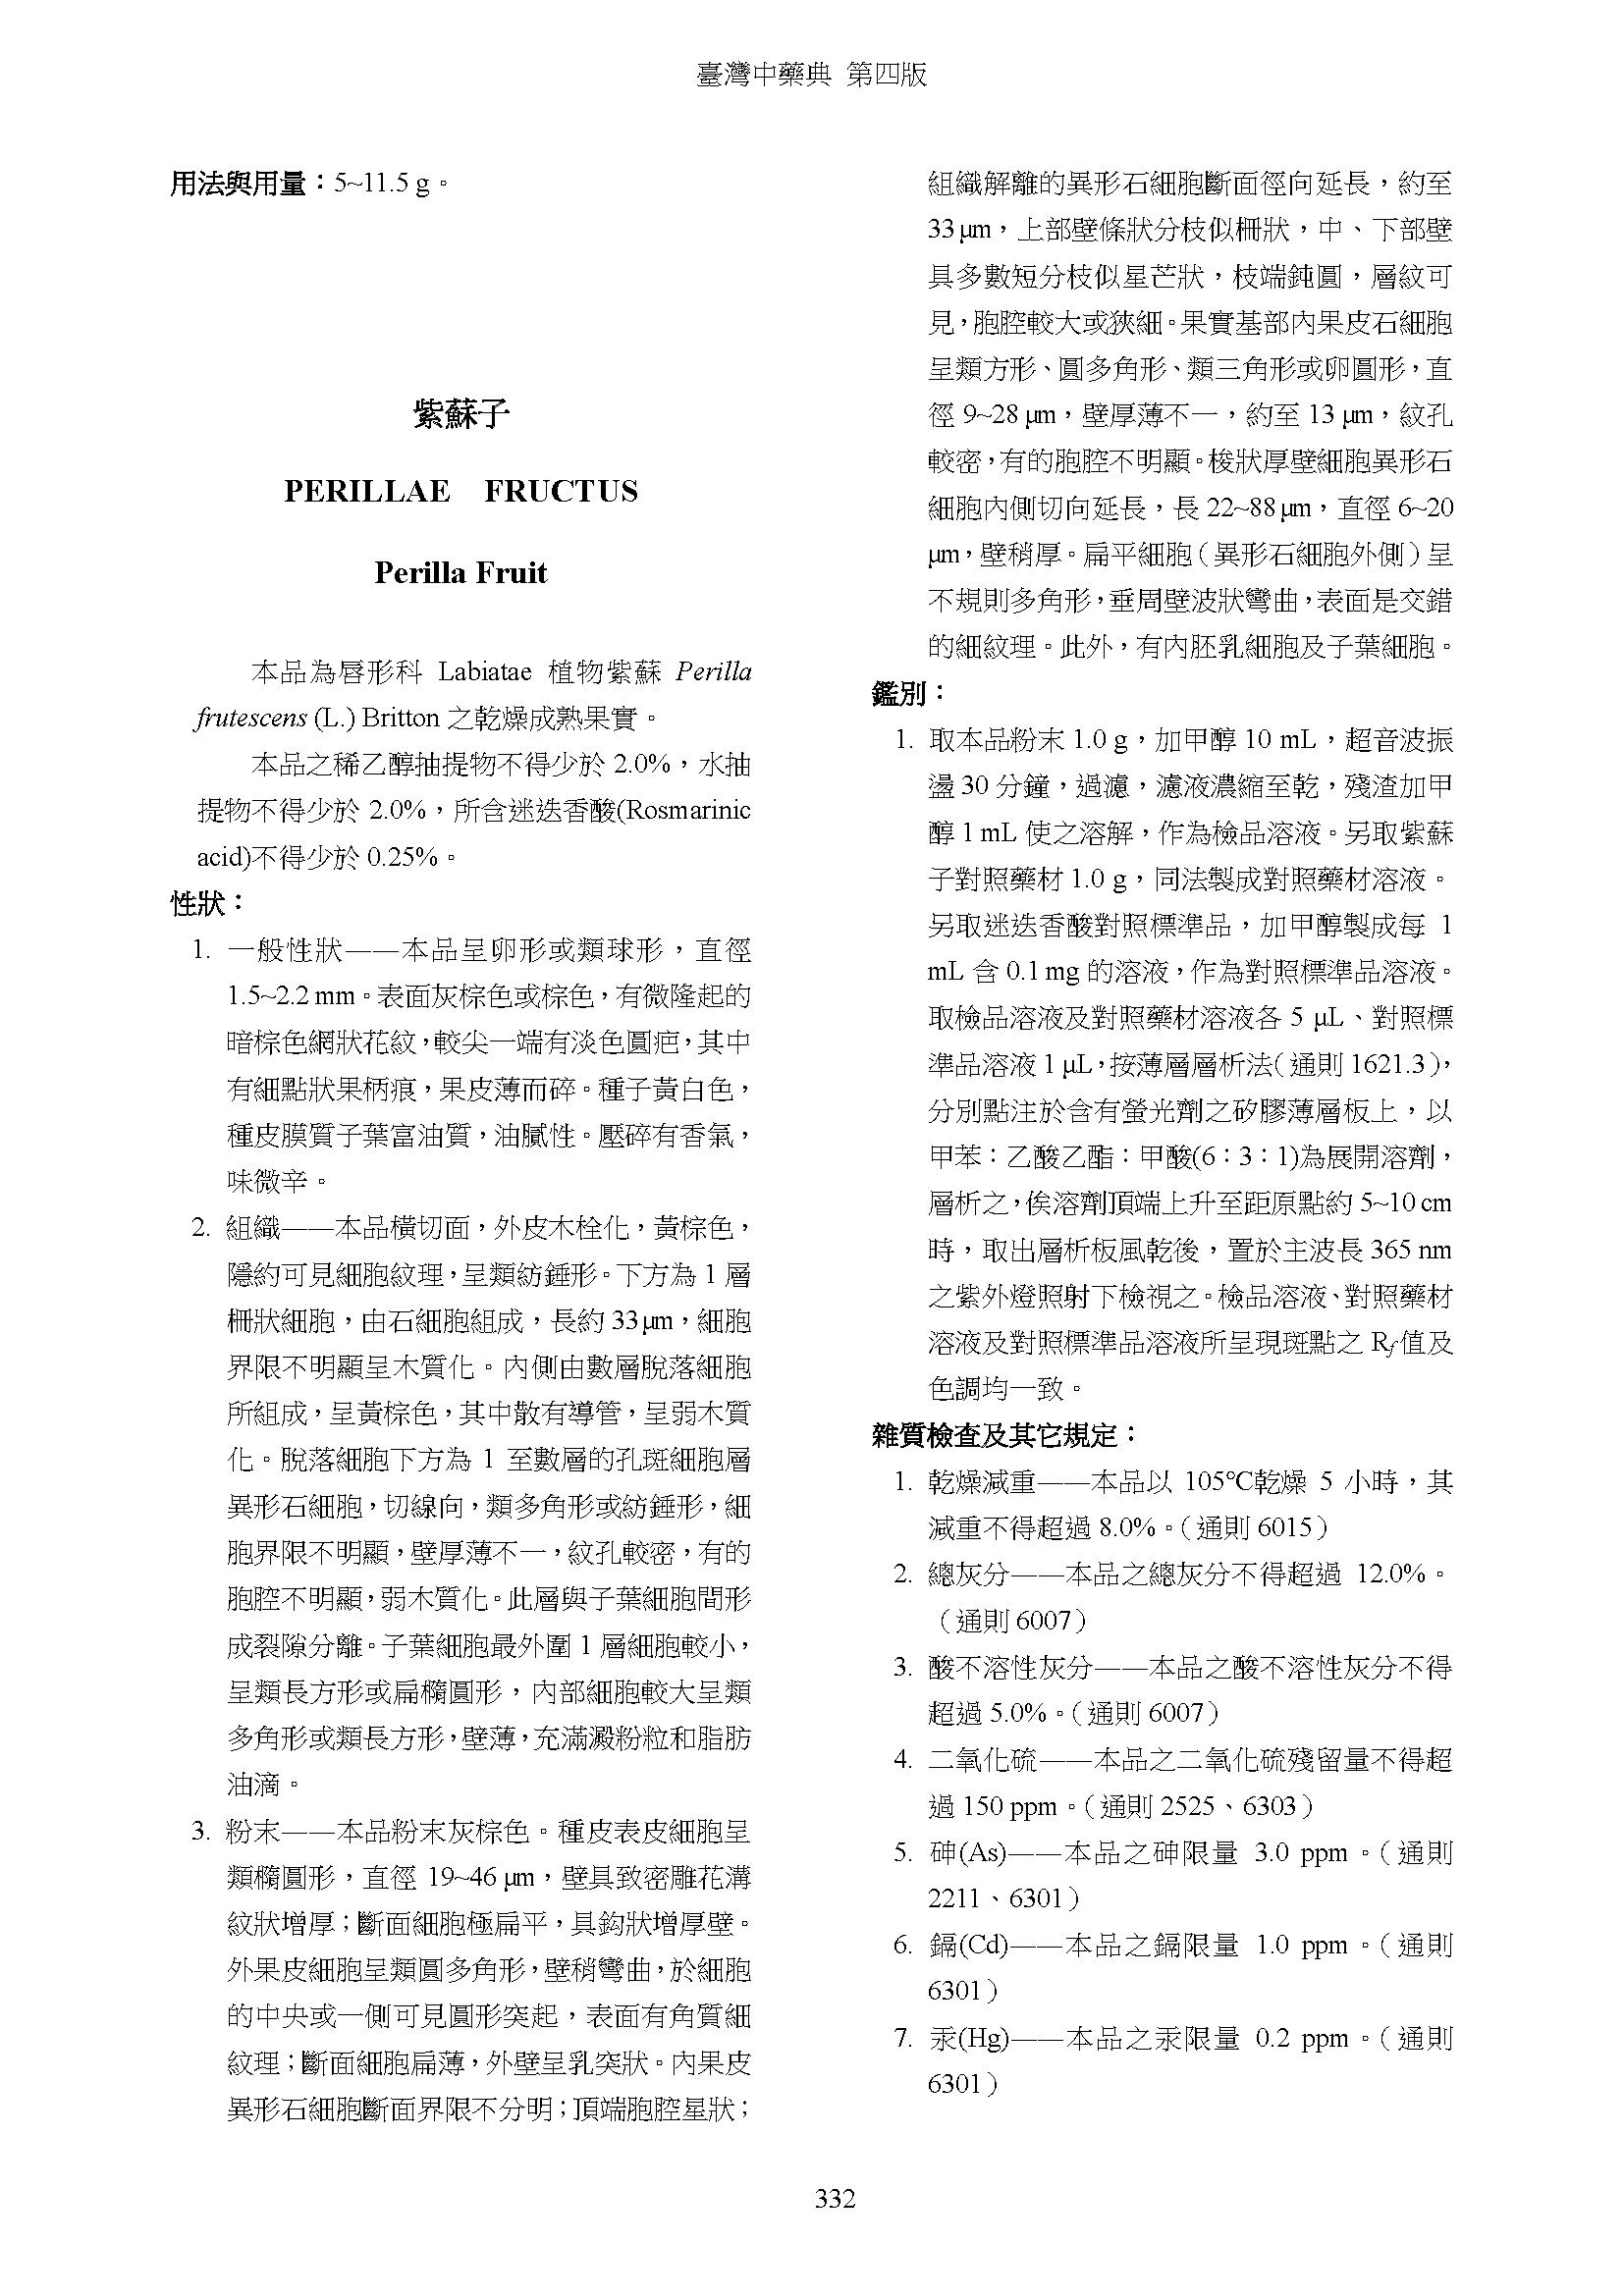 臺灣中藥典 第四版
用法與用量：5~11.5 g。
紫蘇子
PERILLAE FRUCTUS
Perilla Fruit
本品為唇形科 Labiatae 植物紫蘇 Perilla
frutescens (L.) Britton 之乾燥成熟果實。
本品之稀乙醇抽提物不得少於 2.0%，水抽
提物不得少於 2.0%，所含迷迭香酸(Rosmarinic
acid)不得少於 0.25%。
性狀：
1. 一般性狀——本品呈卵形或類球形，直徑
1.5~2.2 mm。表面灰棕色或棕色，有微隆起的
暗棕色網狀花紋，較尖一端有淡色圓疤，其中
有細點狀果柄痕，果皮薄而碎。種子黃白色，
種皮膜質子葉富油質，油膩性。壓碎有香氣，
味微辛。
2. 組織——本品橫切面，外皮木栓化，黃棕色，
隱約可見細胞紋理，呈類紡錘形。下方為 1 層
柵狀細胞，由石細胞組成，長約 33 μm，細胞
界限不明顯呈木質化。內側由數層脫落細胞
所組成，呈黃棕色，其中散有導管，呈弱木質
化。脫落細胞下方為 1 至數層的孔斑細胞層
異形石細胞，切線向，類多角形或紡錘形，細
胞界限不明顯，壁厚薄不一，紋孔較密，有的
胞腔不明顯，弱木質化。此層與子葉細胞間形
成裂隙分離。子葉細胞最外圍 1 層細胞較小，
呈類長方形或扁橢圓形，內部細胞較大呈類
多角形或類長方形，壁薄，充滿澱粉粒和脂肪
油滴。
3. 粉末——本品粉末灰棕色。種皮表皮細胞呈
類橢圓形，直徑 19~46 μm，壁具致密雕花溝
紋狀增厚；斷面細胞極扁平，具鈎狀增厚壁。
外果皮細胞呈類圓多角形，壁稍彎曲，於細胞
的中央或一側可見圓形突起，表面有角質細
紋理；斷面細胞扁薄，外壁呈乳突狀。內果皮
異形石細胞斷面界限不分明；頂端胞腔星狀；
組織解離的異形石細胞斷面徑向延長，約至
33 μm，上部壁條狀分枝似柵狀，中、下部壁
具多數短分枝似星芒狀，枝端鈍圓，層紋可
見，胞腔較大或狹細。果實基部內果皮石細胞
呈類方形、圓多角形、類三角形或卵圓形，直
徑 9~28 μm，壁厚薄不一，約至 13 μm，紋孔
較密，有的胞腔不明顯。梭狀厚壁細胞異形石
細胞內側切向延長，長 22~88 μm，直徑 6~20
μm，壁稍厚。扁平細胞（異形石細胞外側）呈
不規則多角形，垂周壁波狀彎曲，表面是交錯
的細紋理。此外，有內胚乳細胞及子葉細胞。
鑑別：
1. 取本品粉末 1.0 g，加甲醇 10 mL，超音波振
盪 30 分鐘，過濾，濾液濃縮至乾，殘渣加甲
醇 1 mL 使之溶解，作為檢品溶液。另取紫蘇
子對照藥材 1.0 g，同法製成對照藥材溶液。
另取迷迭香酸對照標準品，加甲醇製成每 1
mL 含 0.1 mg 的溶液，作為對照標準品溶液。
取檢品溶液及對照藥材溶液各 5 μL、對照標
準品溶液 1 μL，按薄層層析法（通則 1621.3），
分別點注於含有螢光劑之矽膠薄層板上，以
甲苯：乙酸乙酯：甲酸(6：3：1)為展開溶劑，
層析之，俟溶劑頂端上升至距原點約 5~10 cm
時，取出層析板風乾後，置於主波長 365 nm
之紫外燈照射下檢視之。檢品溶液、對照藥材
溶液及對照標準品溶液所呈現斑點之 Rf 值及
色調均一致。
雜質檢查及其它規定：
1. 乾燥減重——本品以 105℃乾燥 5 小時，其
減重不得超過 8.0%。（通則 6015）
2. 總灰分——本品之總灰分不得超過 12.0%。
（通則 6007）
3. 酸不溶性灰分——本品之酸不溶性灰分不得
超過 5.0%。（通則 6007）
4. 二氧化硫——本品之二氧化硫殘留量不得超
過 150 ppm。（通則 2525、6303）
5. 砷(As)——本品之砷限量 3.0 ppm。（通則
2211、6301）
6. 鎘(Cd)——本品之鎘限量 1.0 ppm。（通則
6301）
7. 汞(Hg)——本品之汞限量 0.2 ppm。（通則
6301）
332